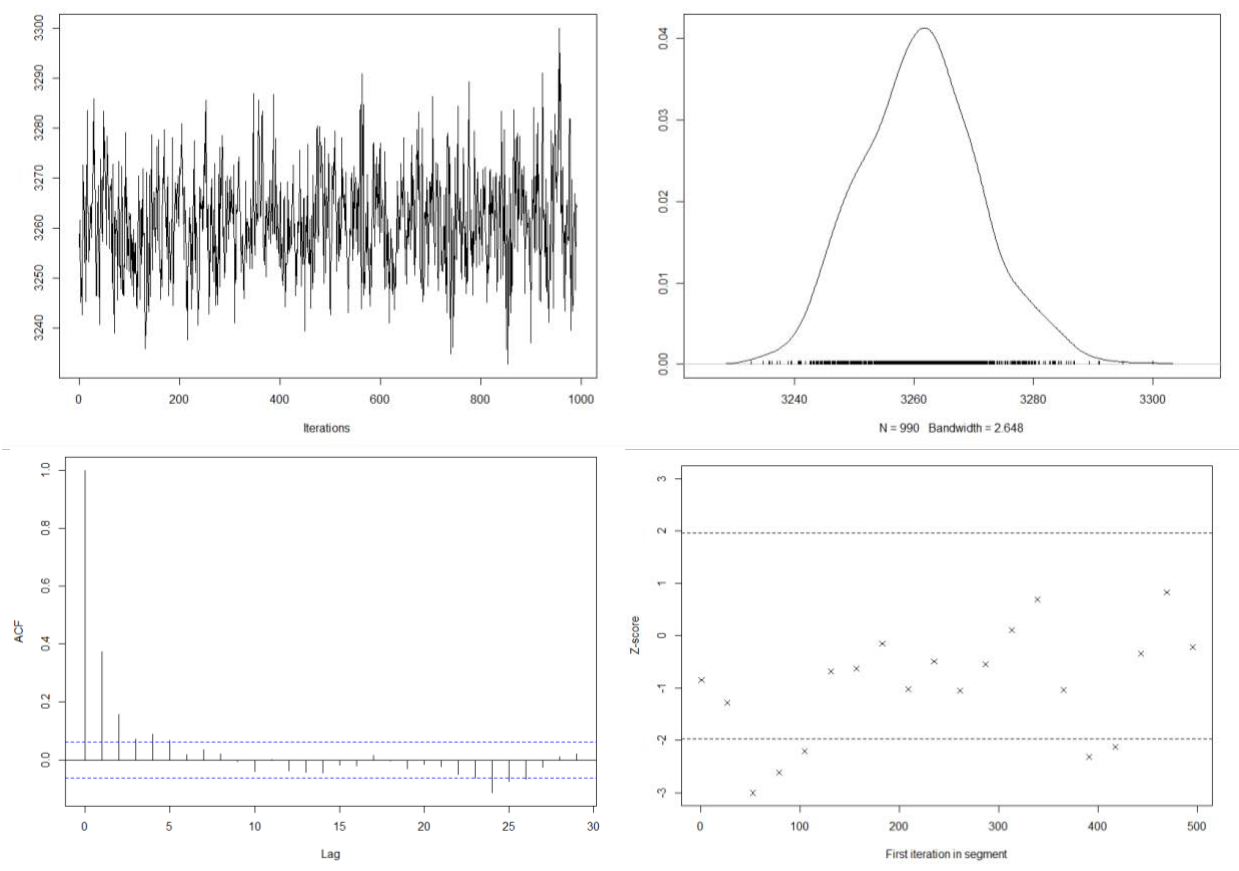 3300
3290
3280
3270
3260
3250
3240
0 200 400 600 800 1000
Iterations
0.04
0.03
0.02
0.01
0.00
3240 3260 3280 3300
N = 990 Bandwidth = 2.648
1.0
0.8
0.6
0.4
0.2
0.0
ACF
0 5 10 15 20 25 30
Lag
3
2
1
0
-1
-2
-3
Z-score
0 100 200 300 400 500
First iteration in segment